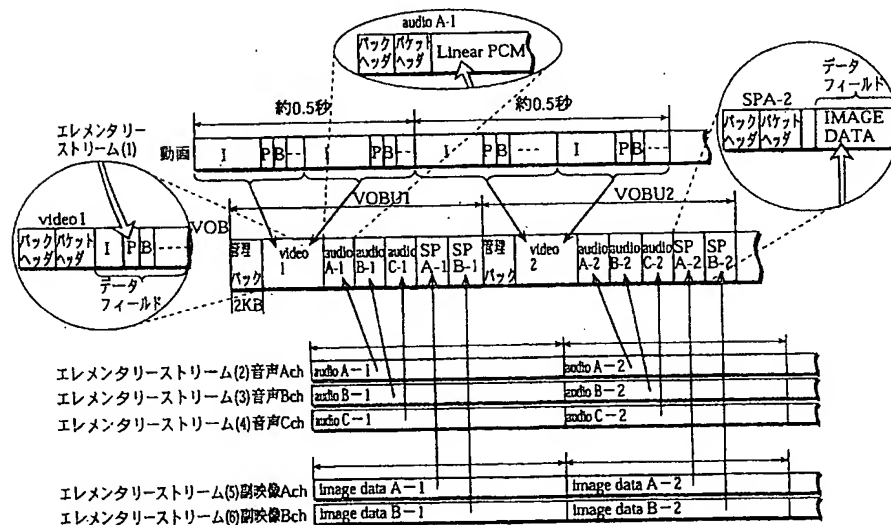 audio A-1
パック
ヘッダ
パケット
ヘッダ
Linear PCM
約0.5秒
約0.5秒
SPA-2
データ
フィールド
パック
ヘッダ
パケット
ヘッダ
IMAGE
DATA
エレメンタリー
ストリーム(1)
動画
I
P
B
---
I
P
B
---
I
P
B
----
I
P
B
---
VOBU1
VOBU2
video 1
パック
ヘッダ
パケット
ヘッダ
I
P
B
-----
データ
フィールド
VOB
管理
パック
2KB
video
1
audio
A-1
audio
B-1
audio
C-1
SP
A-1
SP
B-1
管理
パック
video
2
audio
A-2
audio
B-2
audio
C-2
SP
A-2
SP
B-2
エレメンタリーストリーム(2)音声Ach
audio A-1
audio A-2
エレメンタリーストリーム(3)音声Bch
audio B-1
audio B-2
エレメンタリーストリーム(4)音声Cch
audio C-1
audio C-2
エレメンタリーストリーム(5)副映像Ach
image data A-1
image data A-2
エレメンタリーストリーム(6)副映像Bch
image data B-1
image data B-2